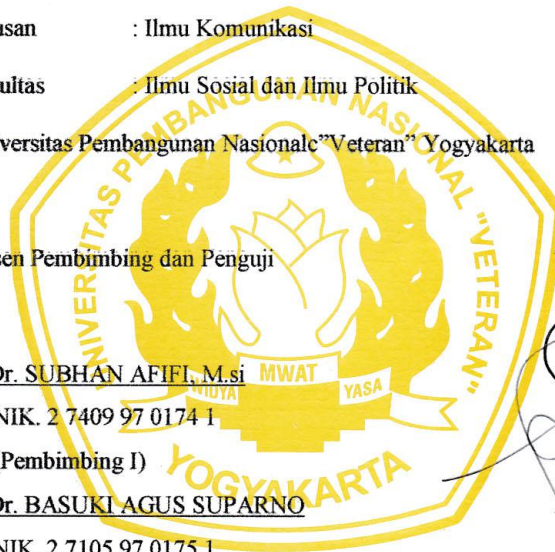 usan : Ilmu Komunikasi
ultas : Ilmu Sosial dan Ilmu Politik
versitas Pembangunan Nasionalc"Veteran" Yogyakarta
sen Pembimbing dan Penguji
Dr. SUBHAN AFIFI, M.si
NIK. 2 7409 97 0174 1
(Pembimbing I)
Dr. BASUKI AGUS SUPARNO
NIK. 2 7105 97 0175 1
UNIVERSITAS PEMBANGUNAN NASIONAL "VETERAN"
WIDYA MWAT YASA
YOGYAKARTA